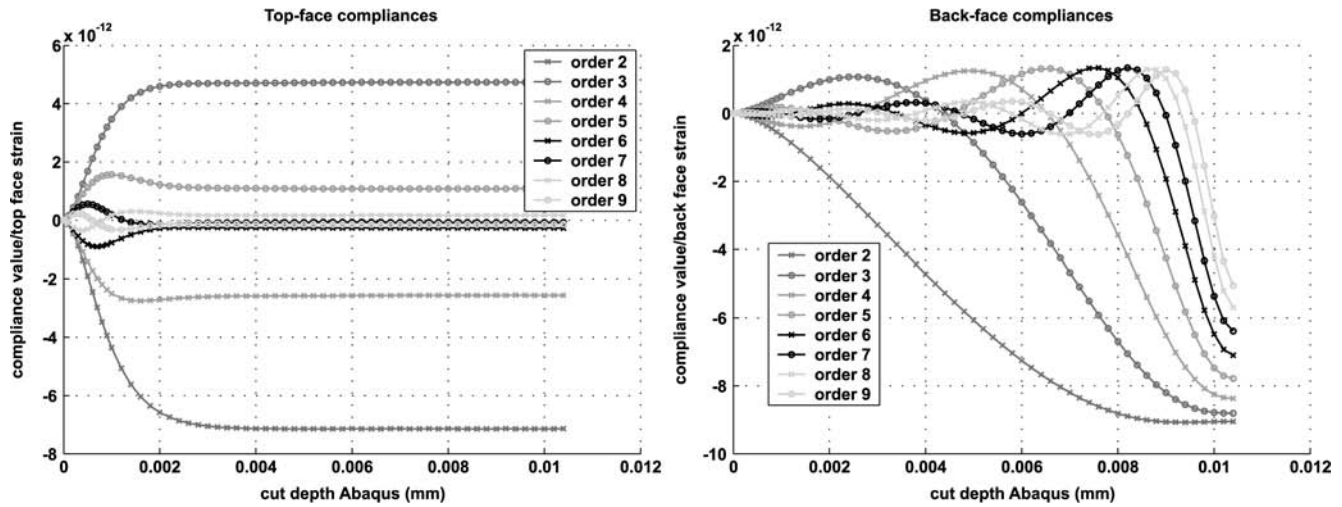 Top-face compliances
x 10⁻¹²
6
4
2
0
-2
-4
-6
-8
compliance value/top face strain
order 2
order 3
order 4
order 5
order 6
order 7
order 8
order 9
0 0.002 0.004 0.006 0.008 0.01 0.012
cut depth Abaqus (mm)
Back-face compliances
x 10⁻¹²
2
0
-2
-4
-6
-8
-10
compliance value/back face strain
order 2
order 3
order 4
order 5
order 6
order 7
order 8
order 9
0 0.002 0.004 0.006 0.008 0.01 0.012
cut depth Abaqus (mm)